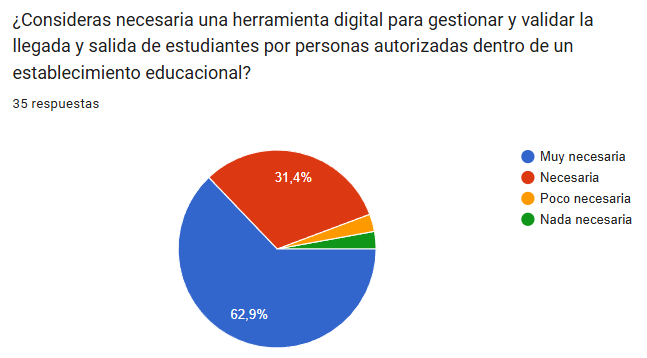 ¿Consideras necesaria una herramienta digital para gestionar y validar la
llegada y salida de estudiantes por personas autorizadas dentro de un
establecimiento educacional?
35 respuestas
31,4%
62,9%
Muy necesaria
Necesaria
Poco necesaria
Nada necesaria